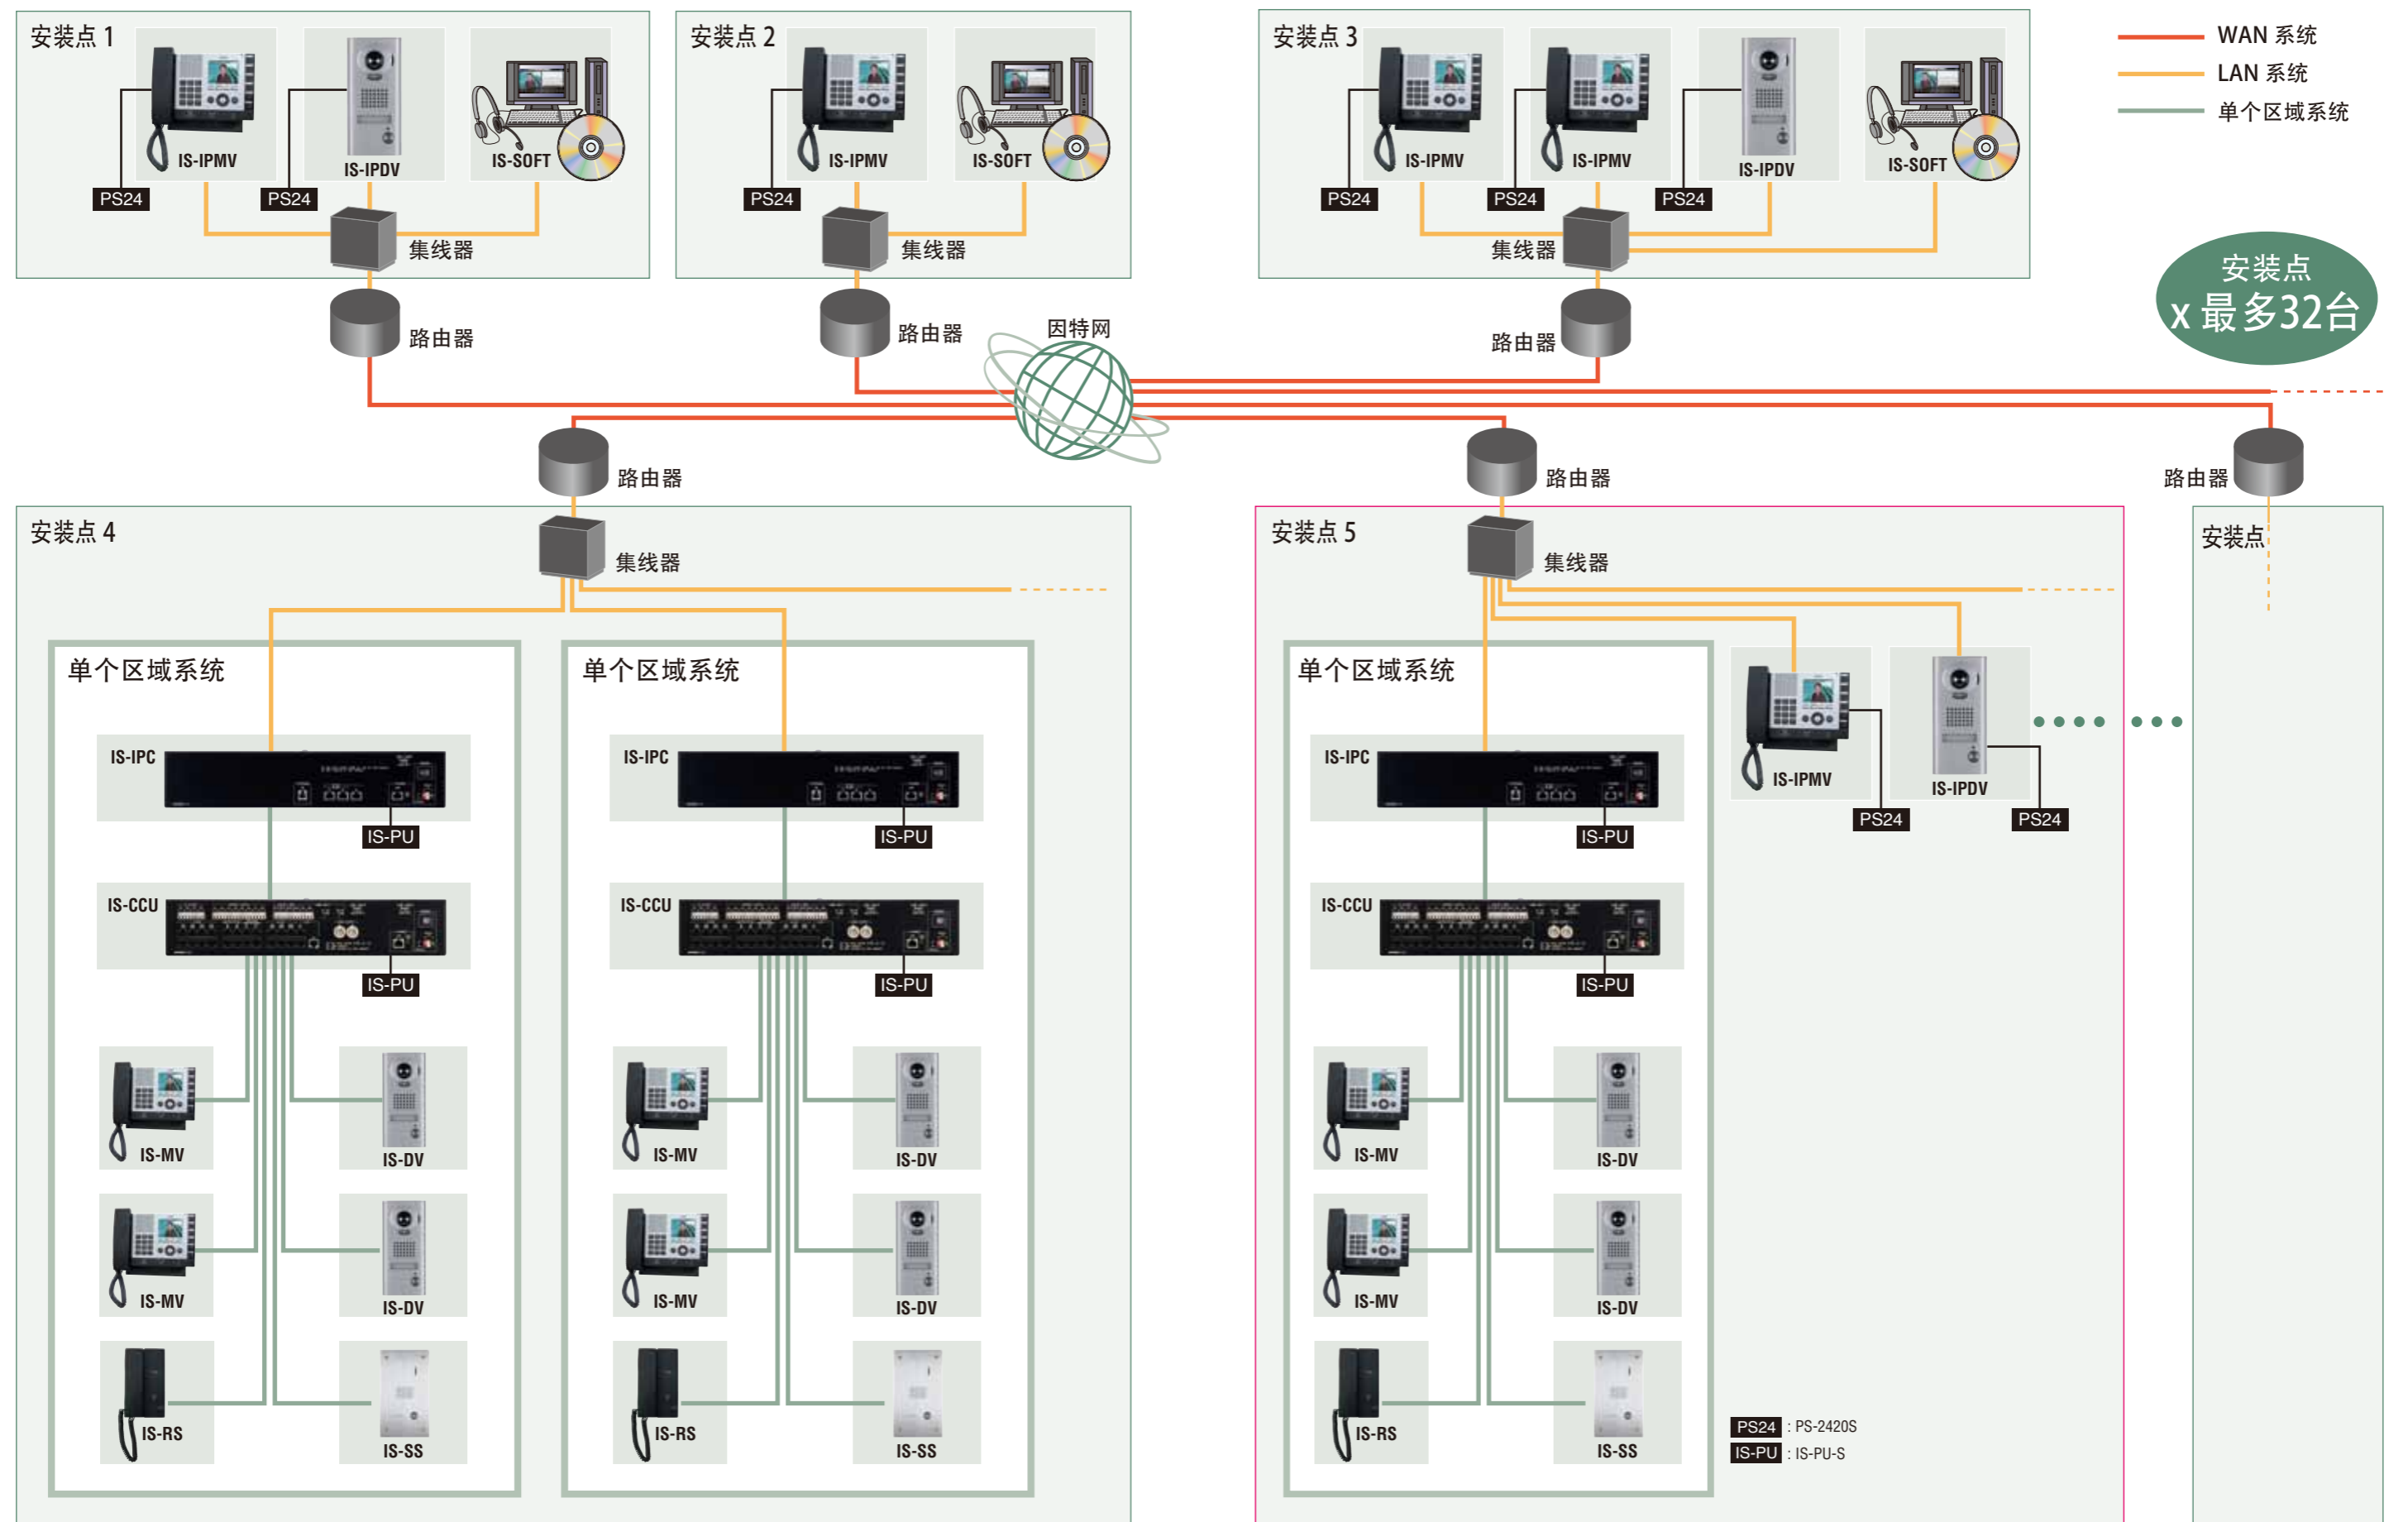 安装点 1
安装点 2
安装点 3
WAN 系统
LAN 系统
单个区域系统
IS-IPMV
IS-IPDV
IS-SOFT
IS-IPMV
IS-SOFT
IS-IPMV
IS-IPMV
IS-IPDV
IS-SOFT
PS24
PS24
PS24
PS24
PS24
PS24
集线器
集线器
集线器
安装点
x 最多32台
路由器
路由器
因特网
路由器
路由器
路由器
路由器
安装点 4
集线器
安装点 5
集线器
安装点
单个区域系统
IS-IPC
IS-PU
IS-CCU
IS-PU
IS-MV
IS-DV
IS-MV
IS-DV
IS-RS
IS-SS
单个区域系统
IS-IPC
IS-PU
IS-CCU
IS-PU
IS-MV
IS-DV
IS-MV
IS-DV
IS-RS
IS-SS
单个区域系统
IS-IPC
IS-PU
IS-CCU
IS-PU
IS-MV
IS-DV
IS-MV
IS-DV
IS-RS
IS-SS
IS-IPMV
IS-IPDV
PS24
PS24
PS24 : PS-2420S
IS-PU : IS-PU-S